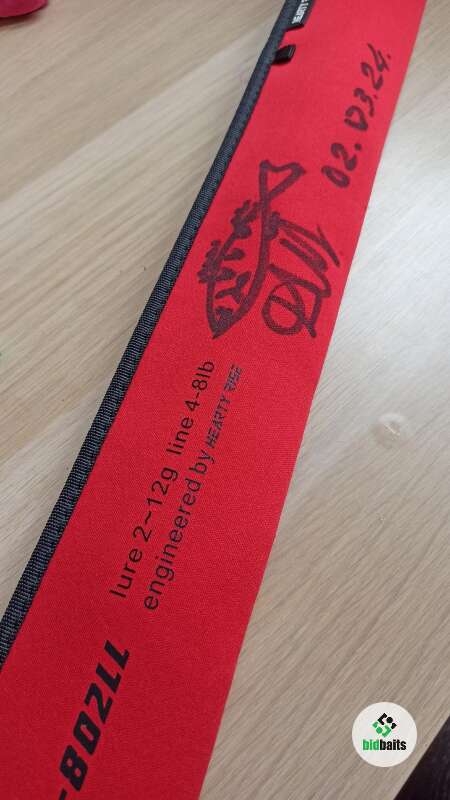 02.03.24.
lure 2~12g line 4-8lb
engineered by HEARTY RISE
-802LL
bidbaits